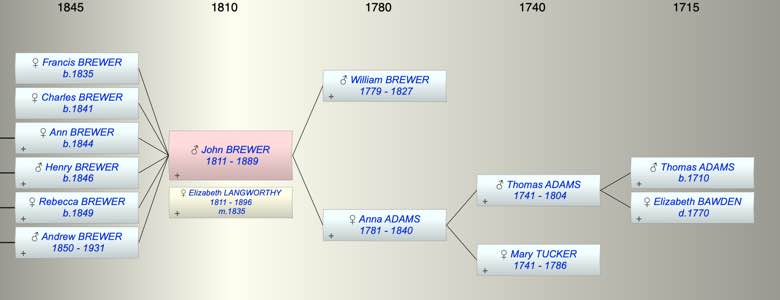 1845 1810 1780 1740 1715
♀ Francis BREWER
b.1835
♀ Charles BREWER
b.1841
♀ Ann BREWER
b.1844
+
♂ Henry BREWER
b.1846
+
♀ Rebecca BREWER
b.1849
+
♂ Andrew BREWER
1850 - 1931
+
♂ John BREWER
1811 - 1889
+
♀ Elizabeth LANGWORTHY
1811 - 1896
m.1835
+
♂ William BREWER
1779 - 1827
+
♀ Anna ADAMS
1781 - 1840
+
♂ Thomas ADAMS
1741 - 1804
+
♀ Mary TUCKER
1741 - 1786
+
♂ Thomas ADAMS
b.1710
♀ Elizabeth BAWDEN
d.1770